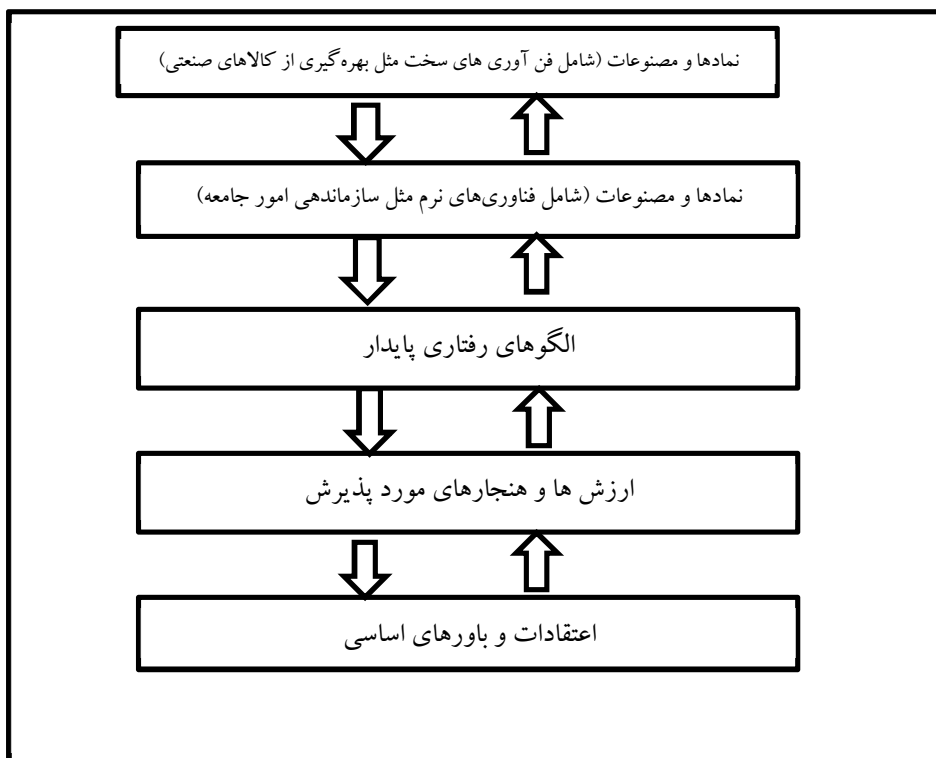 نمادها و مصنوعات (شامل فن آوری های سخت مثل بهره‌گیری از کالاهای صنعتی)
نمادها و مصنوعات (شامل فناوری‌های نرم مثل سازماندهی امور جامعه)
الگوهای رفتاری پایدار
ارزش ها و هنجارهای مورد پذیرش
اعتقادات و باورهای اساسی